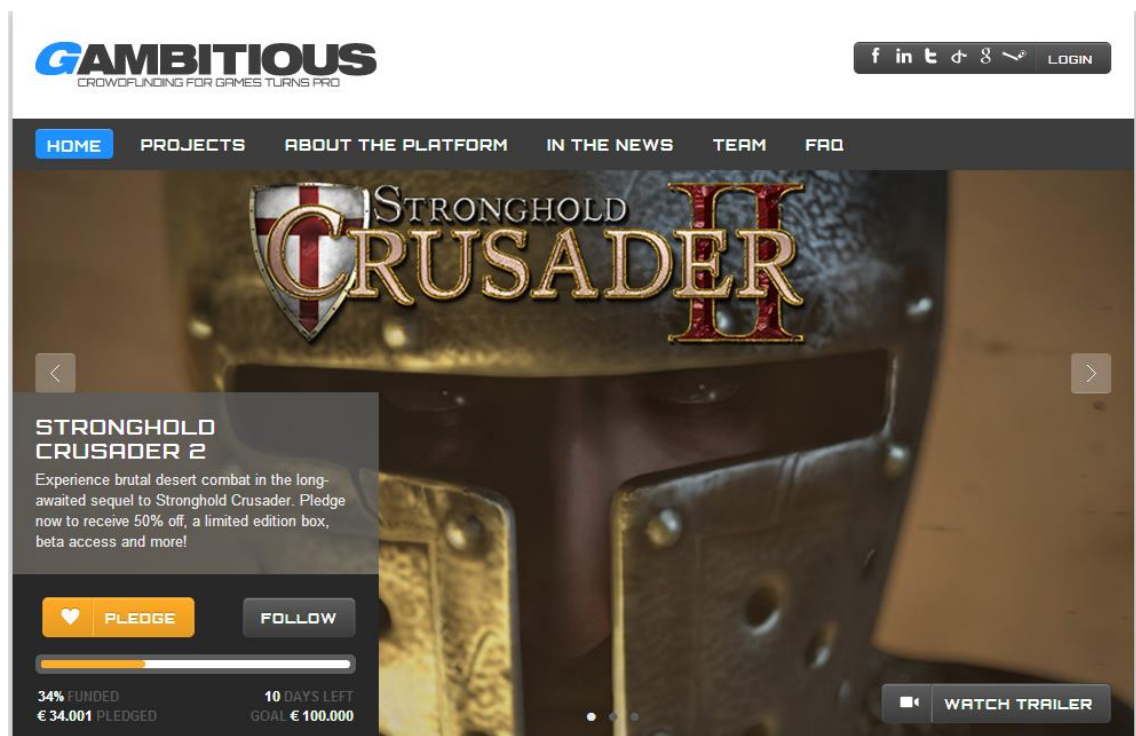 GAMBITIOUS
CROWDFUNDING FOR GAMES TURNS PRO
LOGIN
HOME PROJECTS ABOUT THE PLATFORM IN THE NEWS TEAM FAQ
STRONGHOLD
CRUSADER II
STRONGHOLD
CRUSADER 2
Experience brutal desert combat in the long-
awaited sequel to Stronghold Crusader. Pledge
now to receive 50% off, a limited edition box,
beta access and more!
PLEDGE FOLLOW
34% FUNDED 10 DAYS LEFT
€ 34.001 PLEDGED GOAL € 100.000
WATCH TRAILER